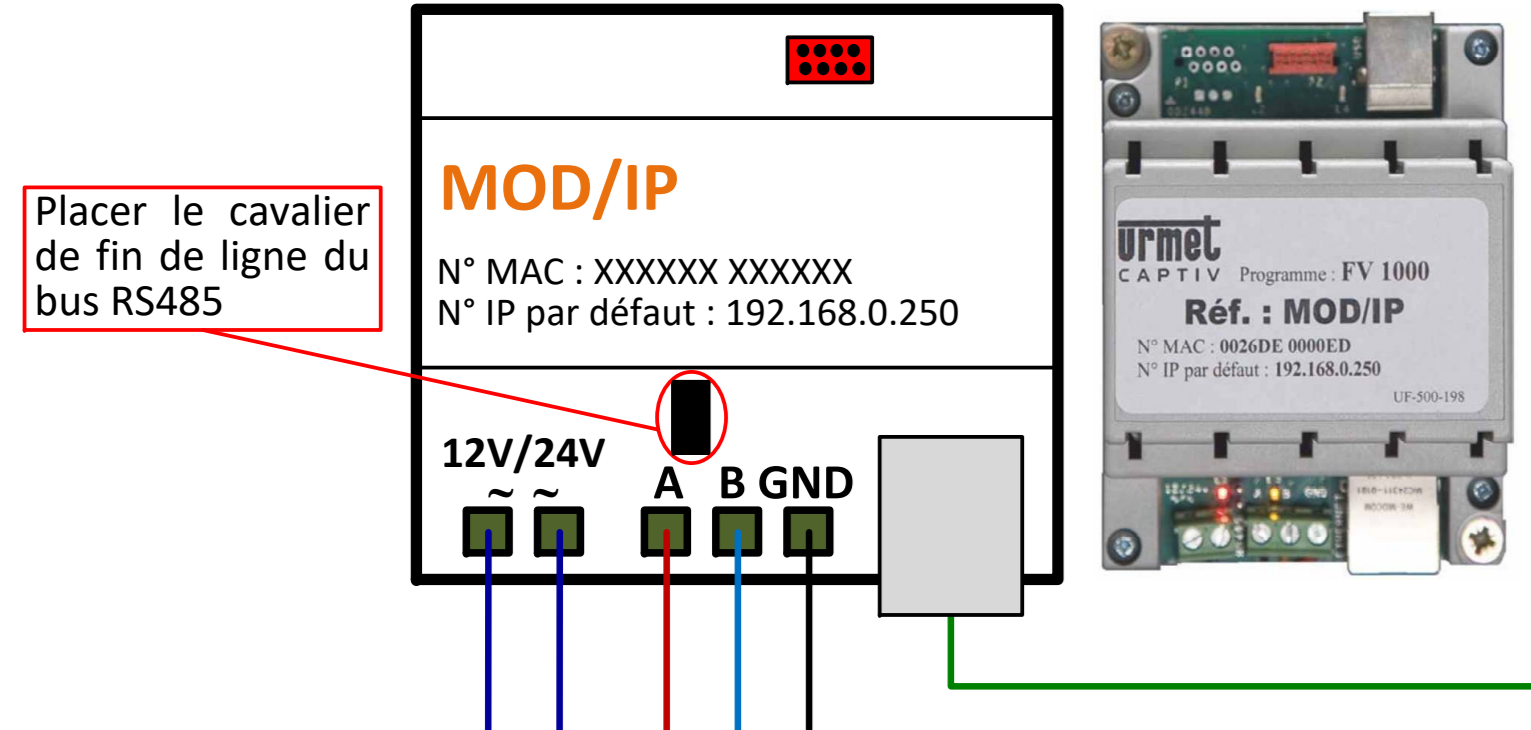 Placer le cavalier
de fin de ligne du
bus RS485
MOD/IP
N° MAC : XXXXXX XXXXXX
N° IP par défaut : 192.168.0.250
12V/24V
~ ~
A B GND
urmet
CAPTIV Programme : FV 1000
Réf. : MOD/IP
N° MAC : 0026DE 0000ED
N° IP par défaut : 192.168.0.250
UF-500-198